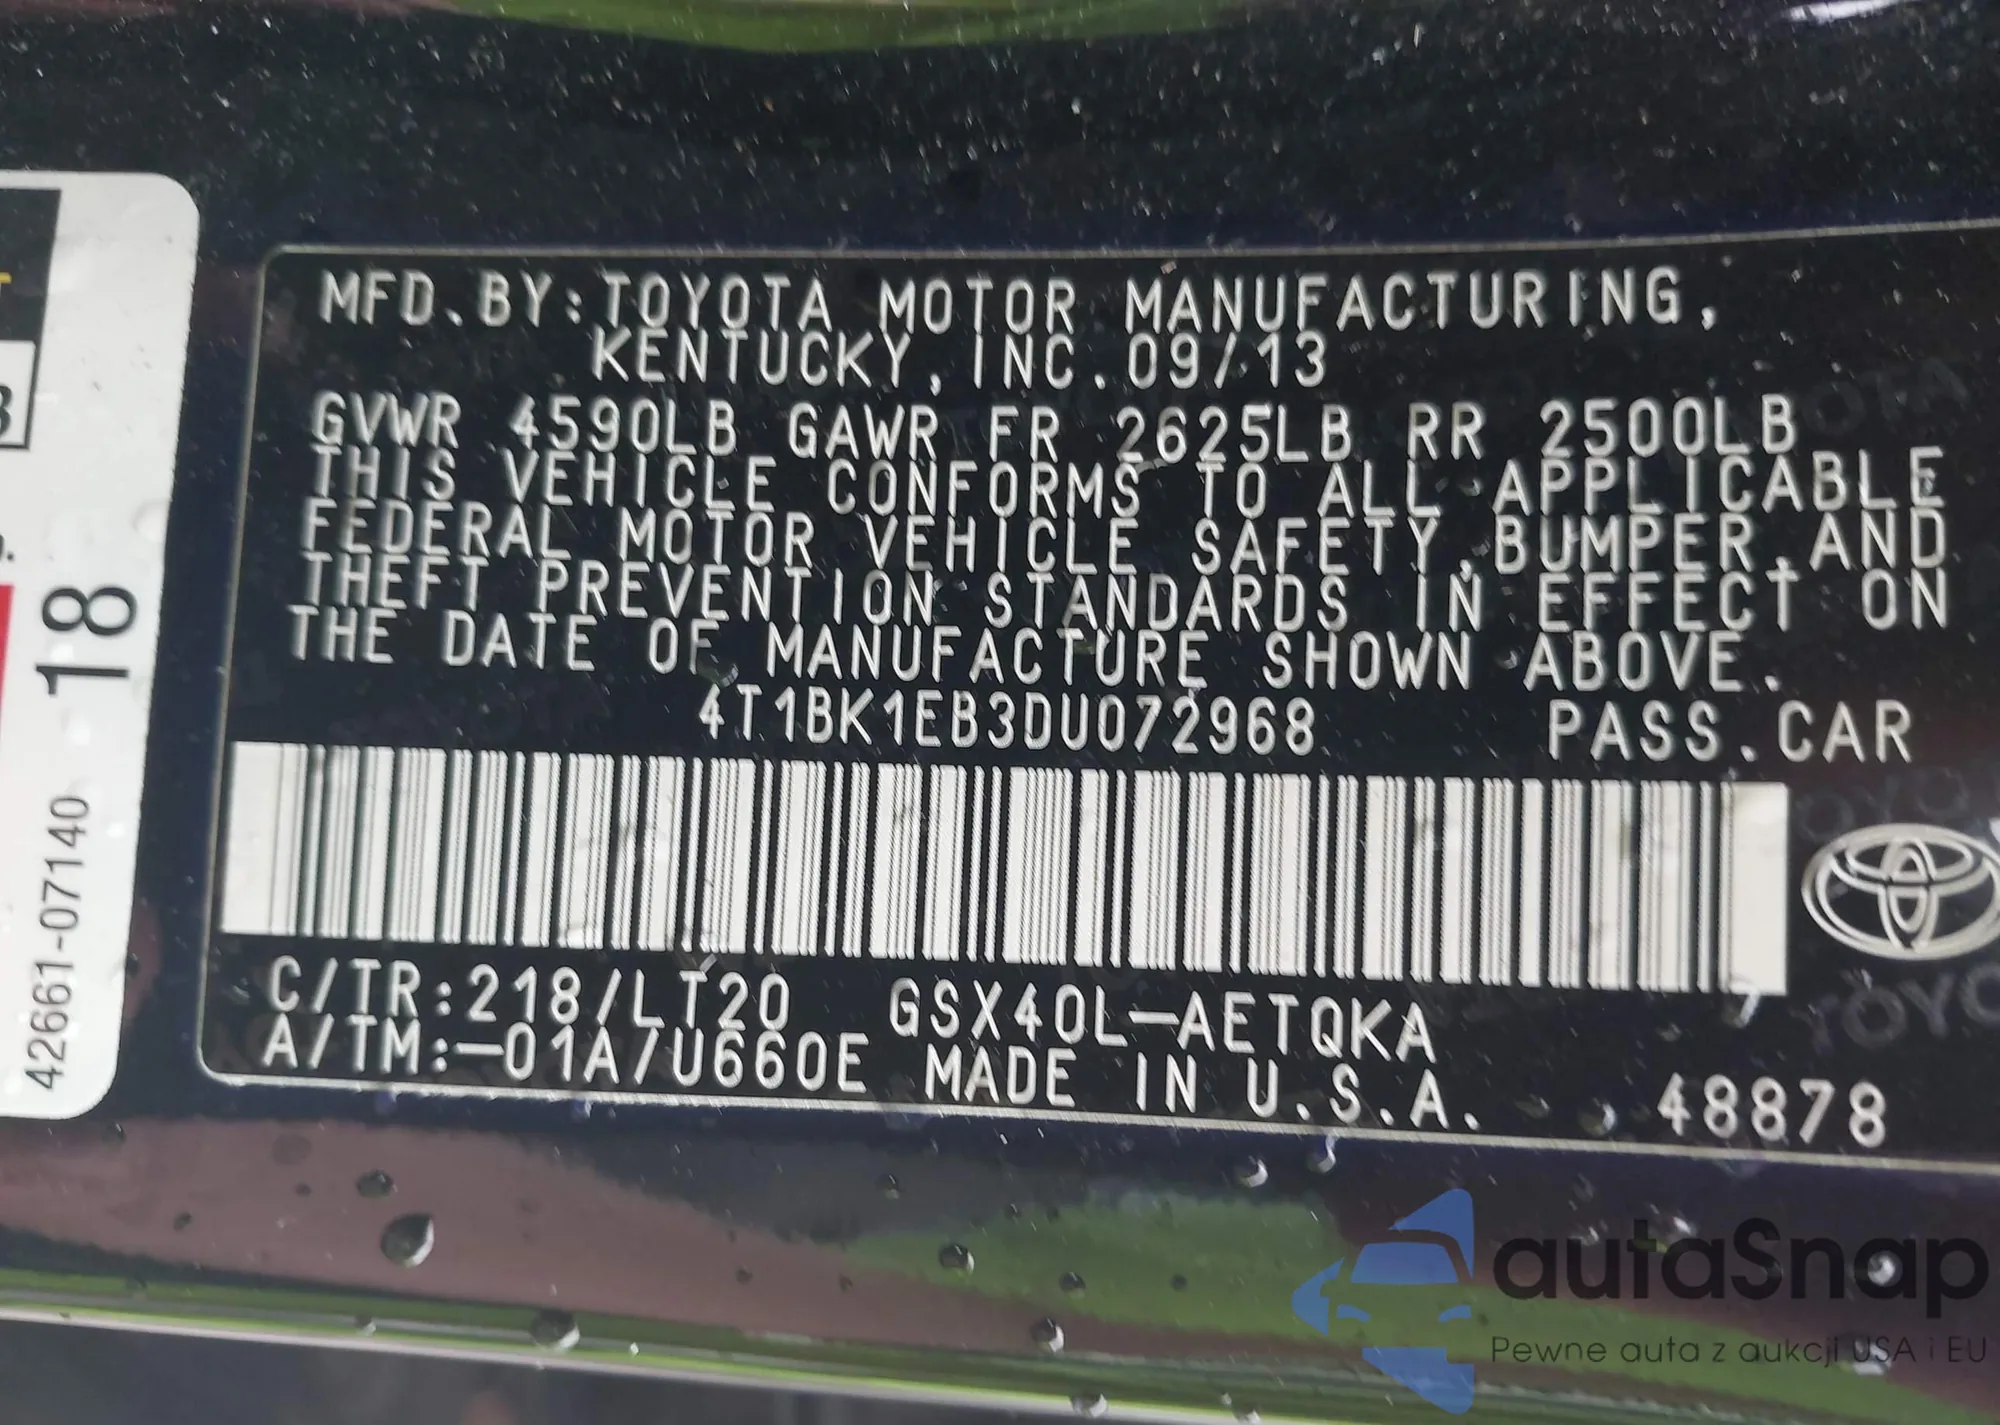 MFD.BY:TOYOTA MOTOR MANUFACTURING,
KENTUCKY, INC. 09/13
GVWR 4590LB GAWR FR 2625LB RR 2500LB
THIS VEHICLE CONFORMS TO ALL APPLICABLE
FEDERAL MOTOR VEHICLE SAFETY,BUMPER,AND
THEFT PREVENTION STANDARDS IN EFFECT ON
THE DATE OF MANUFACTURE SHOWN ABOVE.
4T1BK1EB3DU072968 PASS.CAR
C/TR:218/LT20 GSX40L-AETQKA
A/TM:-01A/U660E MADE IN U.S.A. 48878
18
42661-07140
autaSnap
Pewne auta z aukcji USA i EU